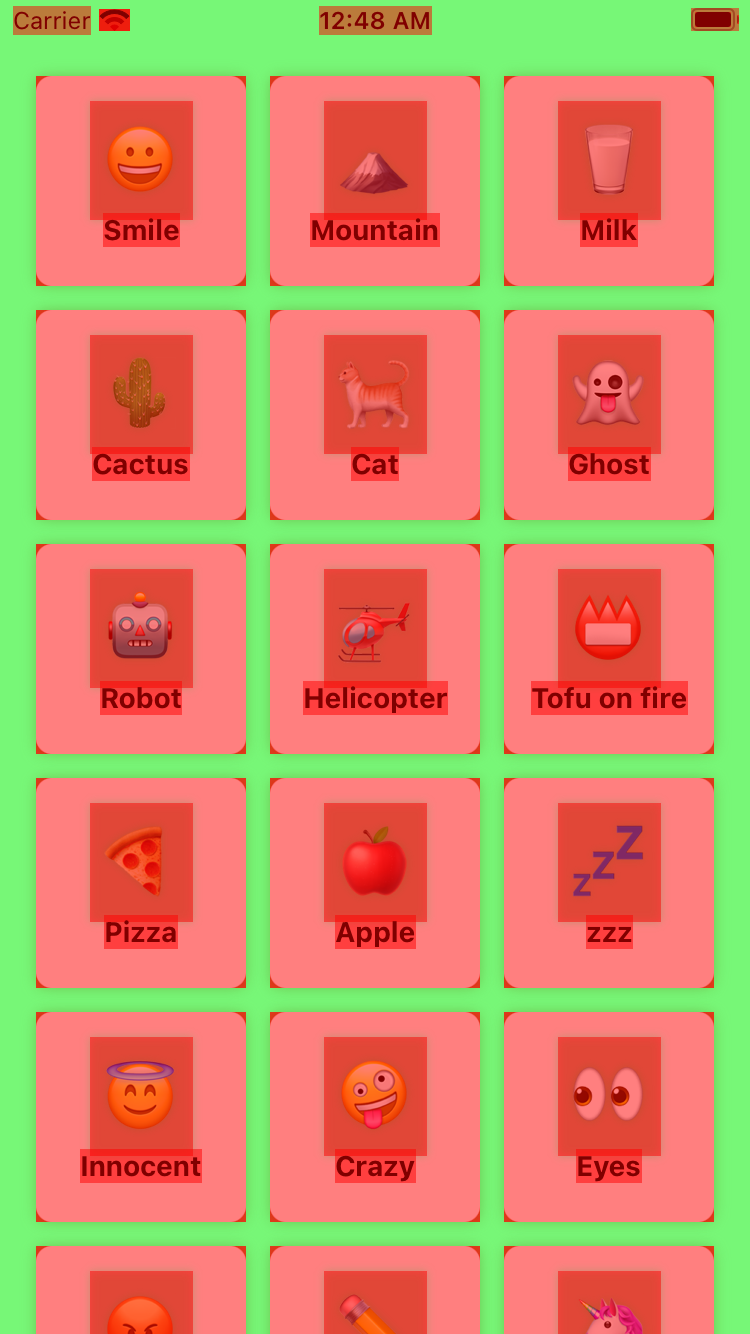 Carrier 12:48 AM
Smile Mountain Milk
Cactus Cat Ghost
Robot Helicopter Tofu on fire
Pizza Apple zzz
Innocent Crazy Eyes